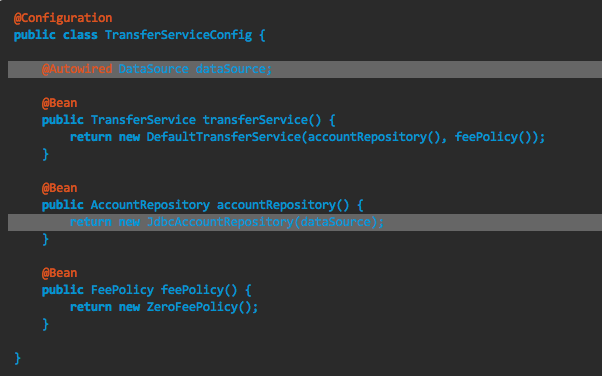 @Configuration
public class TransferServiceConfig {
@Autowired DataSource dataSource;
@Bean
public TransferService transferService() {
return new DefaultTransferService(accountRepository(), feePolicy());
}
@Bean
public AccountRepository accountRepository() {
return new JdbcAccountRepository(dataSource);
}
@Bean
public FeePolicy feePolicy() {
return new ZeroFeePolicy();
}
}